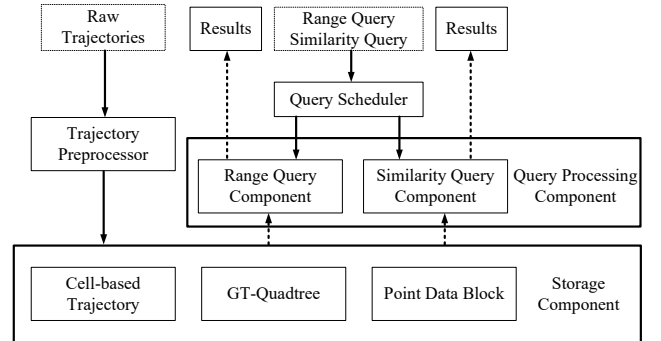 Raw
Trajectories
Results
Range Query
Similarity Query
Results
Query Scheduler
Trajectory
Preprocessor
Range Query
Component
Similarity Query
Component
Query Processing
Component
Cell-based
Trajectory
GT-Quadtree
Point Data Block
Storage
Component